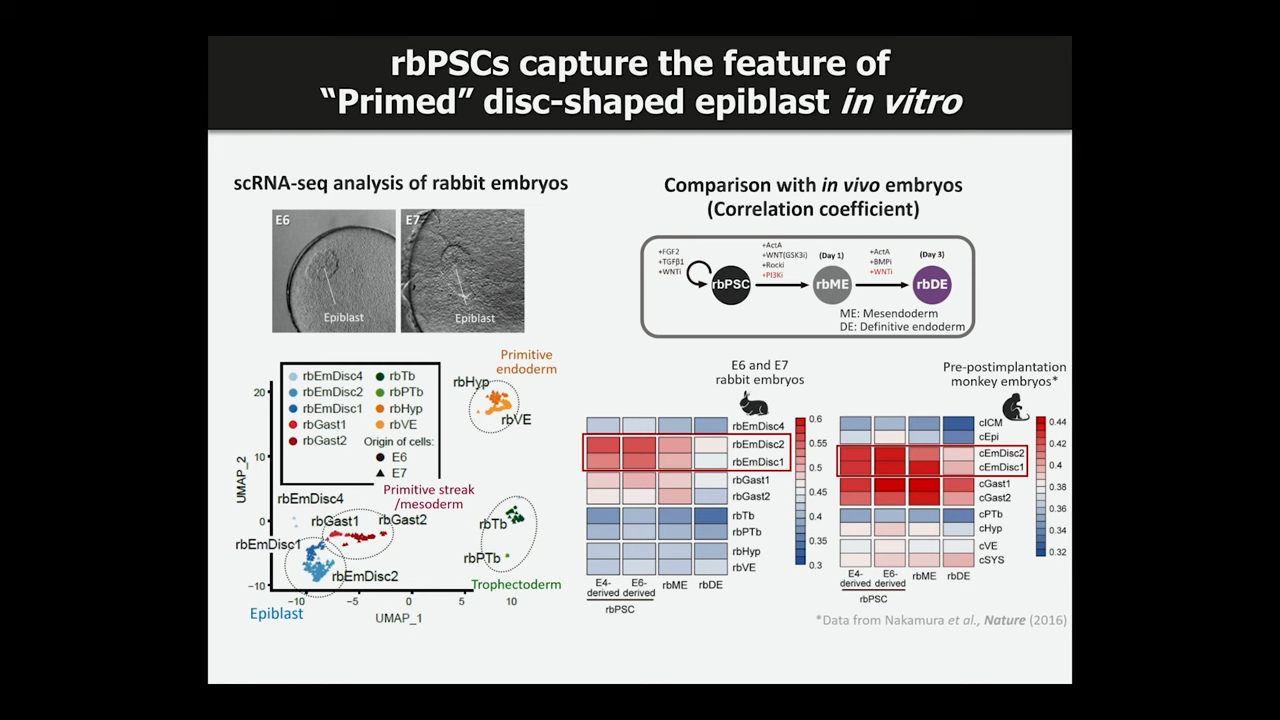 rbPSCs capture the feature of
“Primed” disc-shaped epiblast in vitro
scRNA-seq analysis of rabbit embryos
E6
Epiblast
E7
Epiblast
rbEmDisc4
rbEmDisc2
rbEmDisc1
rbGast1
rbGast2
rbTb
rbPTb
rbHyp
rbVE
Origin of cells:
E6
E7
Primitive
endoderm
rbHyp
rbVE
Primitive streak
/mesoderm
rbEmDisc4
rbGast1
rbGast2
rbEmDisc1
rbEmDisc2
rbTb
rbPTb
Trophectoderm
Epiblast
UMAP_2
20
10
0
−10
−10
−5
0
5
10
UMAP_1
Comparison with in vivo embryos
(Correlation coefficient)
+FGF2
+TGFβ1
+WNTi
rbPSC
+ActA
+WNT(GSK3i)
+Rocki
+PI3Ki
(Day 1)
rbME
+ActA
+BMPi
+WNTi
(Day 3)
rbDE
ME: Mesendoderm
DE: Definitive endoderm
E6 and E7
rabbit embryos
rbEmDisc4
rbEmDisc2
rbEmDisc1
rbGast1
rbGast2
rbTb
rbPTb
rbHyp
rbVE
E4-
derived
E6-
derived
rbME
rbDE
rbPSC
0.6
0.55
0.5
0.45
0.4
0.35
0.3
Pre-postimplantation
monkey embryos*
cICM
cEpi
cEmDisc2
cEmDisc1
cGast1
cGast2
cPTb
cHyp
cVE
cSYS
E4-
derived
E6-
derived
rbME
rbDE
rbPSC
0.44
0.42
0.4
0.38
0.36
0.34
0.32
*Data from Nakamura et al., Nature (2016)